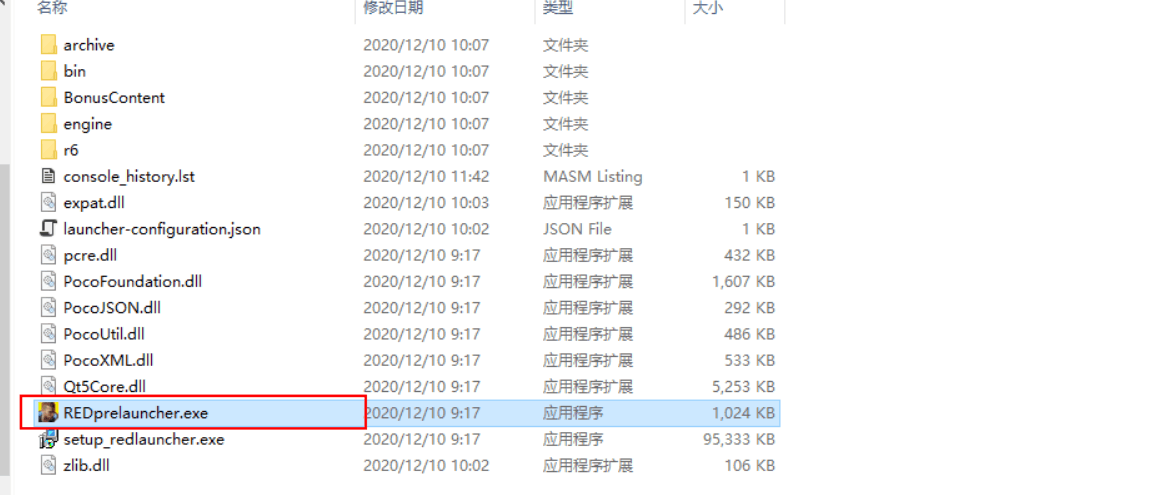 名称 修改日期 类型 大小
archive 2020/12/10 10:07 文件夹
bin 2020/12/10 10:07 文件夹
BonusContent 2020/12/10 10:07 文件夹
engine 2020/12/10 10:07 文件夹
r6 2020/12/10 10:07 文件夹
console_history.lst 2020/12/10 11:42 MASM Listing 1 KB
expat.dll 2020/12/10 10:03 应用程序扩展 150 KB
launcher-configuration.json 2020/12/10 10:02 JSON File 1 KB
pcre.dll 2020/12/10 9:17 应用程序扩展 432 KB
PocoFoundation.dll 2020/12/10 9:17 应用程序扩展 1,607 KB
PocoJSON.dll 2020/12/10 9:17 应用程序扩展 292 KB
PocoUtil.dll 2020/12/10 9:17 应用程序扩展 486 KB
PocoXML.dll 2020/12/10 9:17 应用程序扩展 533 KB
Qt5Core.dll 2020/12/10 9:17 应用程序扩展 5,253 KB
REDprelauncher.exe 2020/12/10 9:17 应用程序 1,024 KB
setup_redlauncher.exe 2020/12/10 9:17 应用程序 95,333 KB
zlib.dll 2020/12/10 10:02 应用程序扩展 106 KB